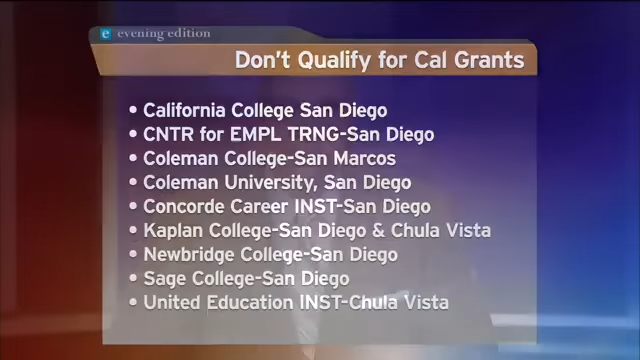 e evening edition
Don't Qualify for Cal Grants
• California College San Diego
• CNTR for EMPL TRNG-San Diego
• Coleman College-San Marcos
• Coleman University, San Diego
• Concorde Career INST-San Diego
• Kaplan College-San Diego & Chula Vista
• Newbridge College-San Diego
• Sage College-San Diego
• United Education INST-Chula Vista